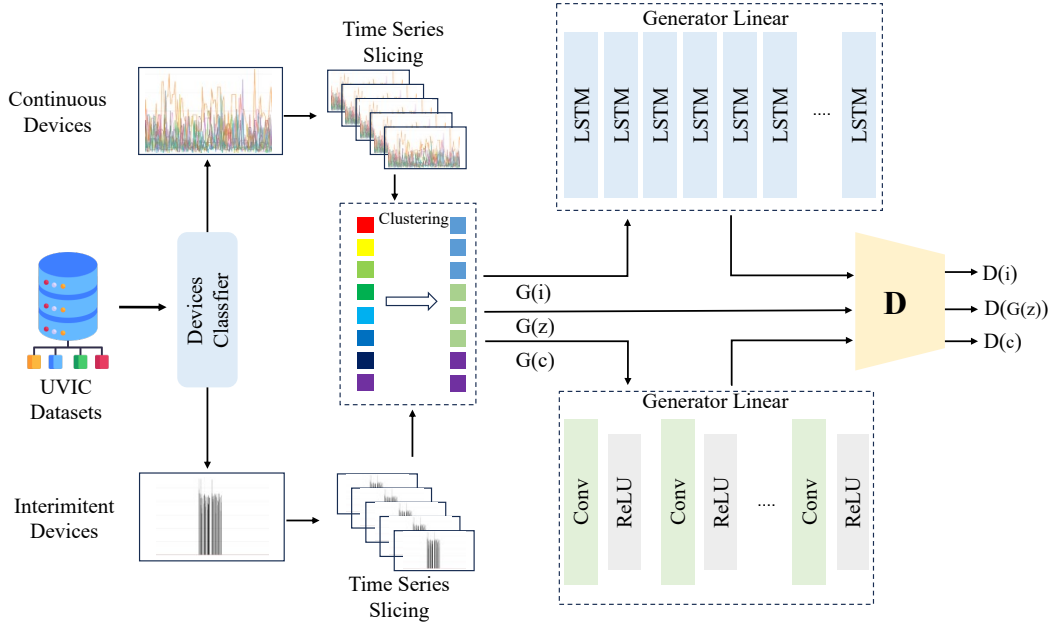 Continuous
Devices
Time Series
Slicing
Generator Linear
LSTM
LSTM
LSTM
LSTM
LSTM
LSTM
....
LSTM
UVIC
Datasets
Devices
Classfier
Clustering
G(i)
G(z)
G(c)
D
D(i)
D(G(z))
D(c)
Interimitent
Devices
Time Series
Slicing
Generator Linear
Conv
ReLU
Conv
ReLU
....
Conv
ReLU